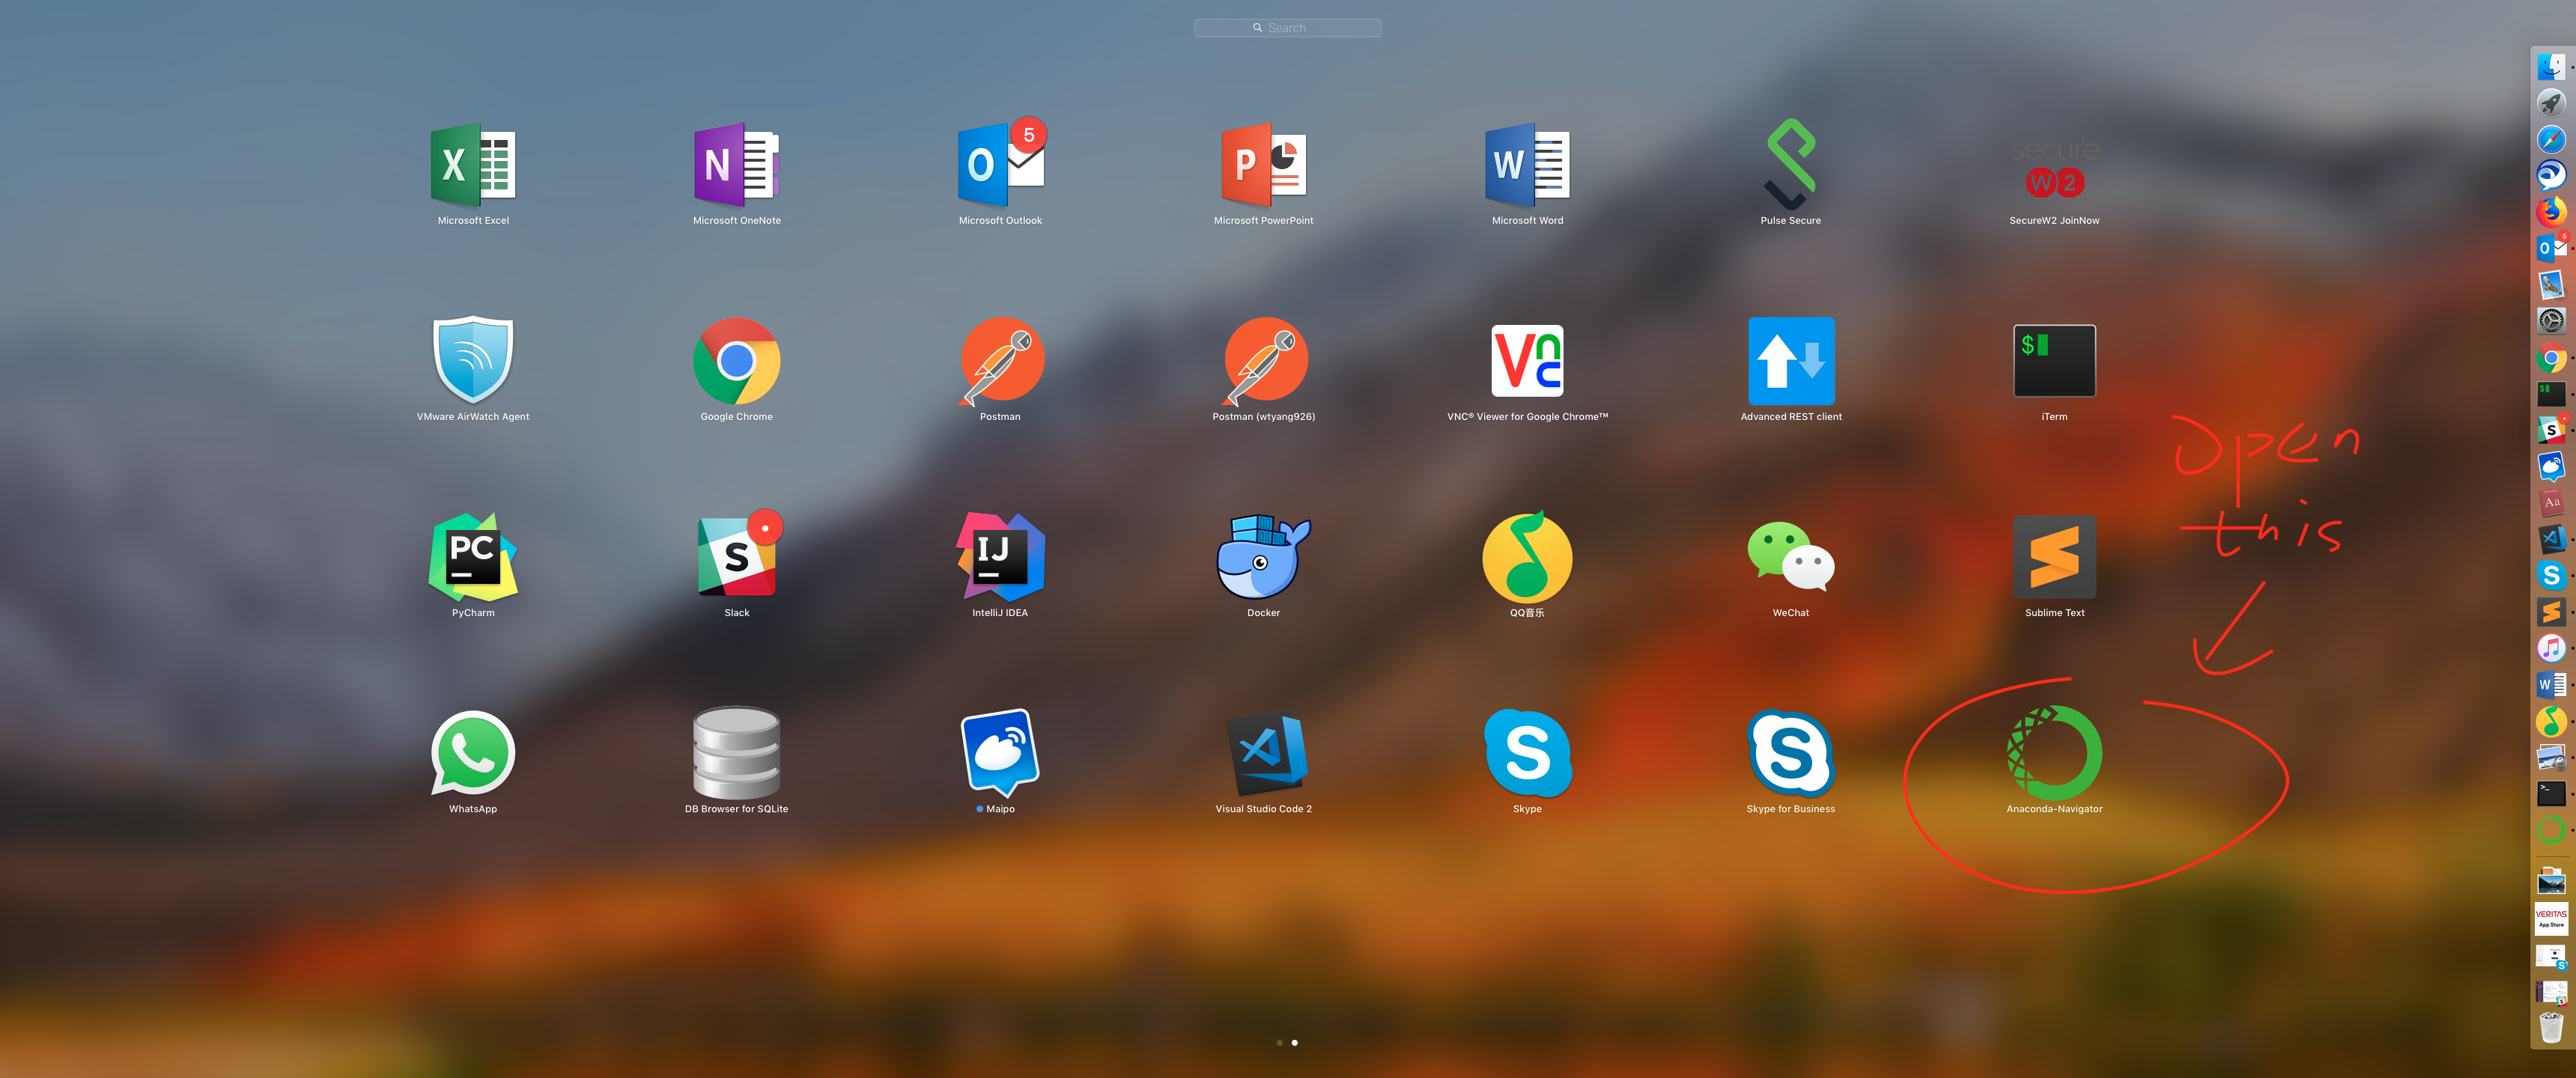 Search
5
Microsoft Excel
Microsoft OneNote
Microsoft Outlook
Microsoft PowerPoint
Microsoft Word
Pulse Secure
secure
W2
SecureW2 JoinNow
VMware AirWatch Agent
Google Chrome
Postman
Postman (wtyang926)
VNC® Viewer for Google Chrome™
Advanced REST client
iTerm
open
this
PyCharm
Slack
IntelliJ IDEA
Docker
QQ音乐
WeChat
Sublime Text
WhatsApp
DB Browser for SQLite
Maipo
Visual Studio Code 2
Skype
Skype for Business
Anaconda-Navigator
VERITAS
App Store